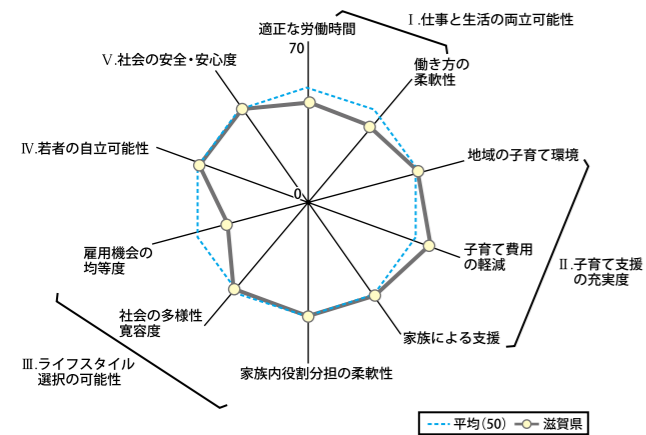 Ⅰ.仕事と生活の両立可能性
適正な労働時間
70
働き方の
柔軟性
Ⅴ.社会の安全・安心度
Ⅳ.若者の自立可能性
地域の子育て環境
0
子育て費用
の軽減
Ⅱ.子育て支援
の充実度
雇用機会の
均等度
社会の多様性
寛容度
家族による支援
Ⅲ.ライフスタイル
選択の可能性
家族内役割分担の柔軟性
平均(50)
滋賀県